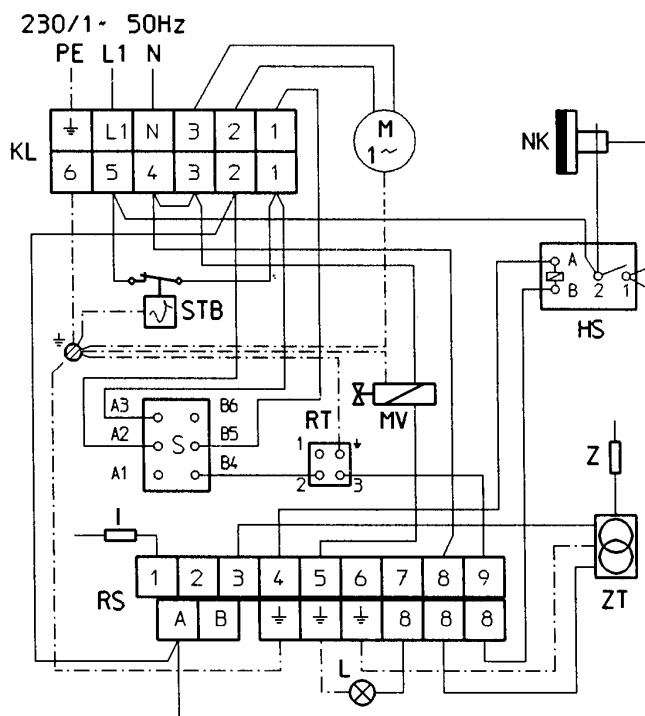 230/1~ 50Hz
PE L1 N
KL
L1 N 3 2 1
6 5 4 3 2 1
M
1~
NK
A
B 2 1
HS
STB
A3 B6
A2 S B5
A1 B4
RT
1
2 3
MV
Z
ZT
I
RS
1 2 3 4 5 6 7 8 9
A B 8 8 8
L